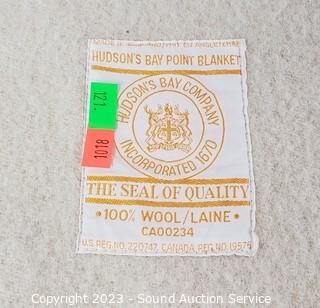 HUDSON'S BAY POINT BLANKET
HUDSON'S BAY COMPANY
INCORPORATED 1670
121.
1018
THE SEAL OF QUALITY
• 100% WOOL/LAINE •
CA00234
U.S. REG. NO. 220747, CANADA, REG. NO. 19576
Copyright 2023 - Sound Auction Service